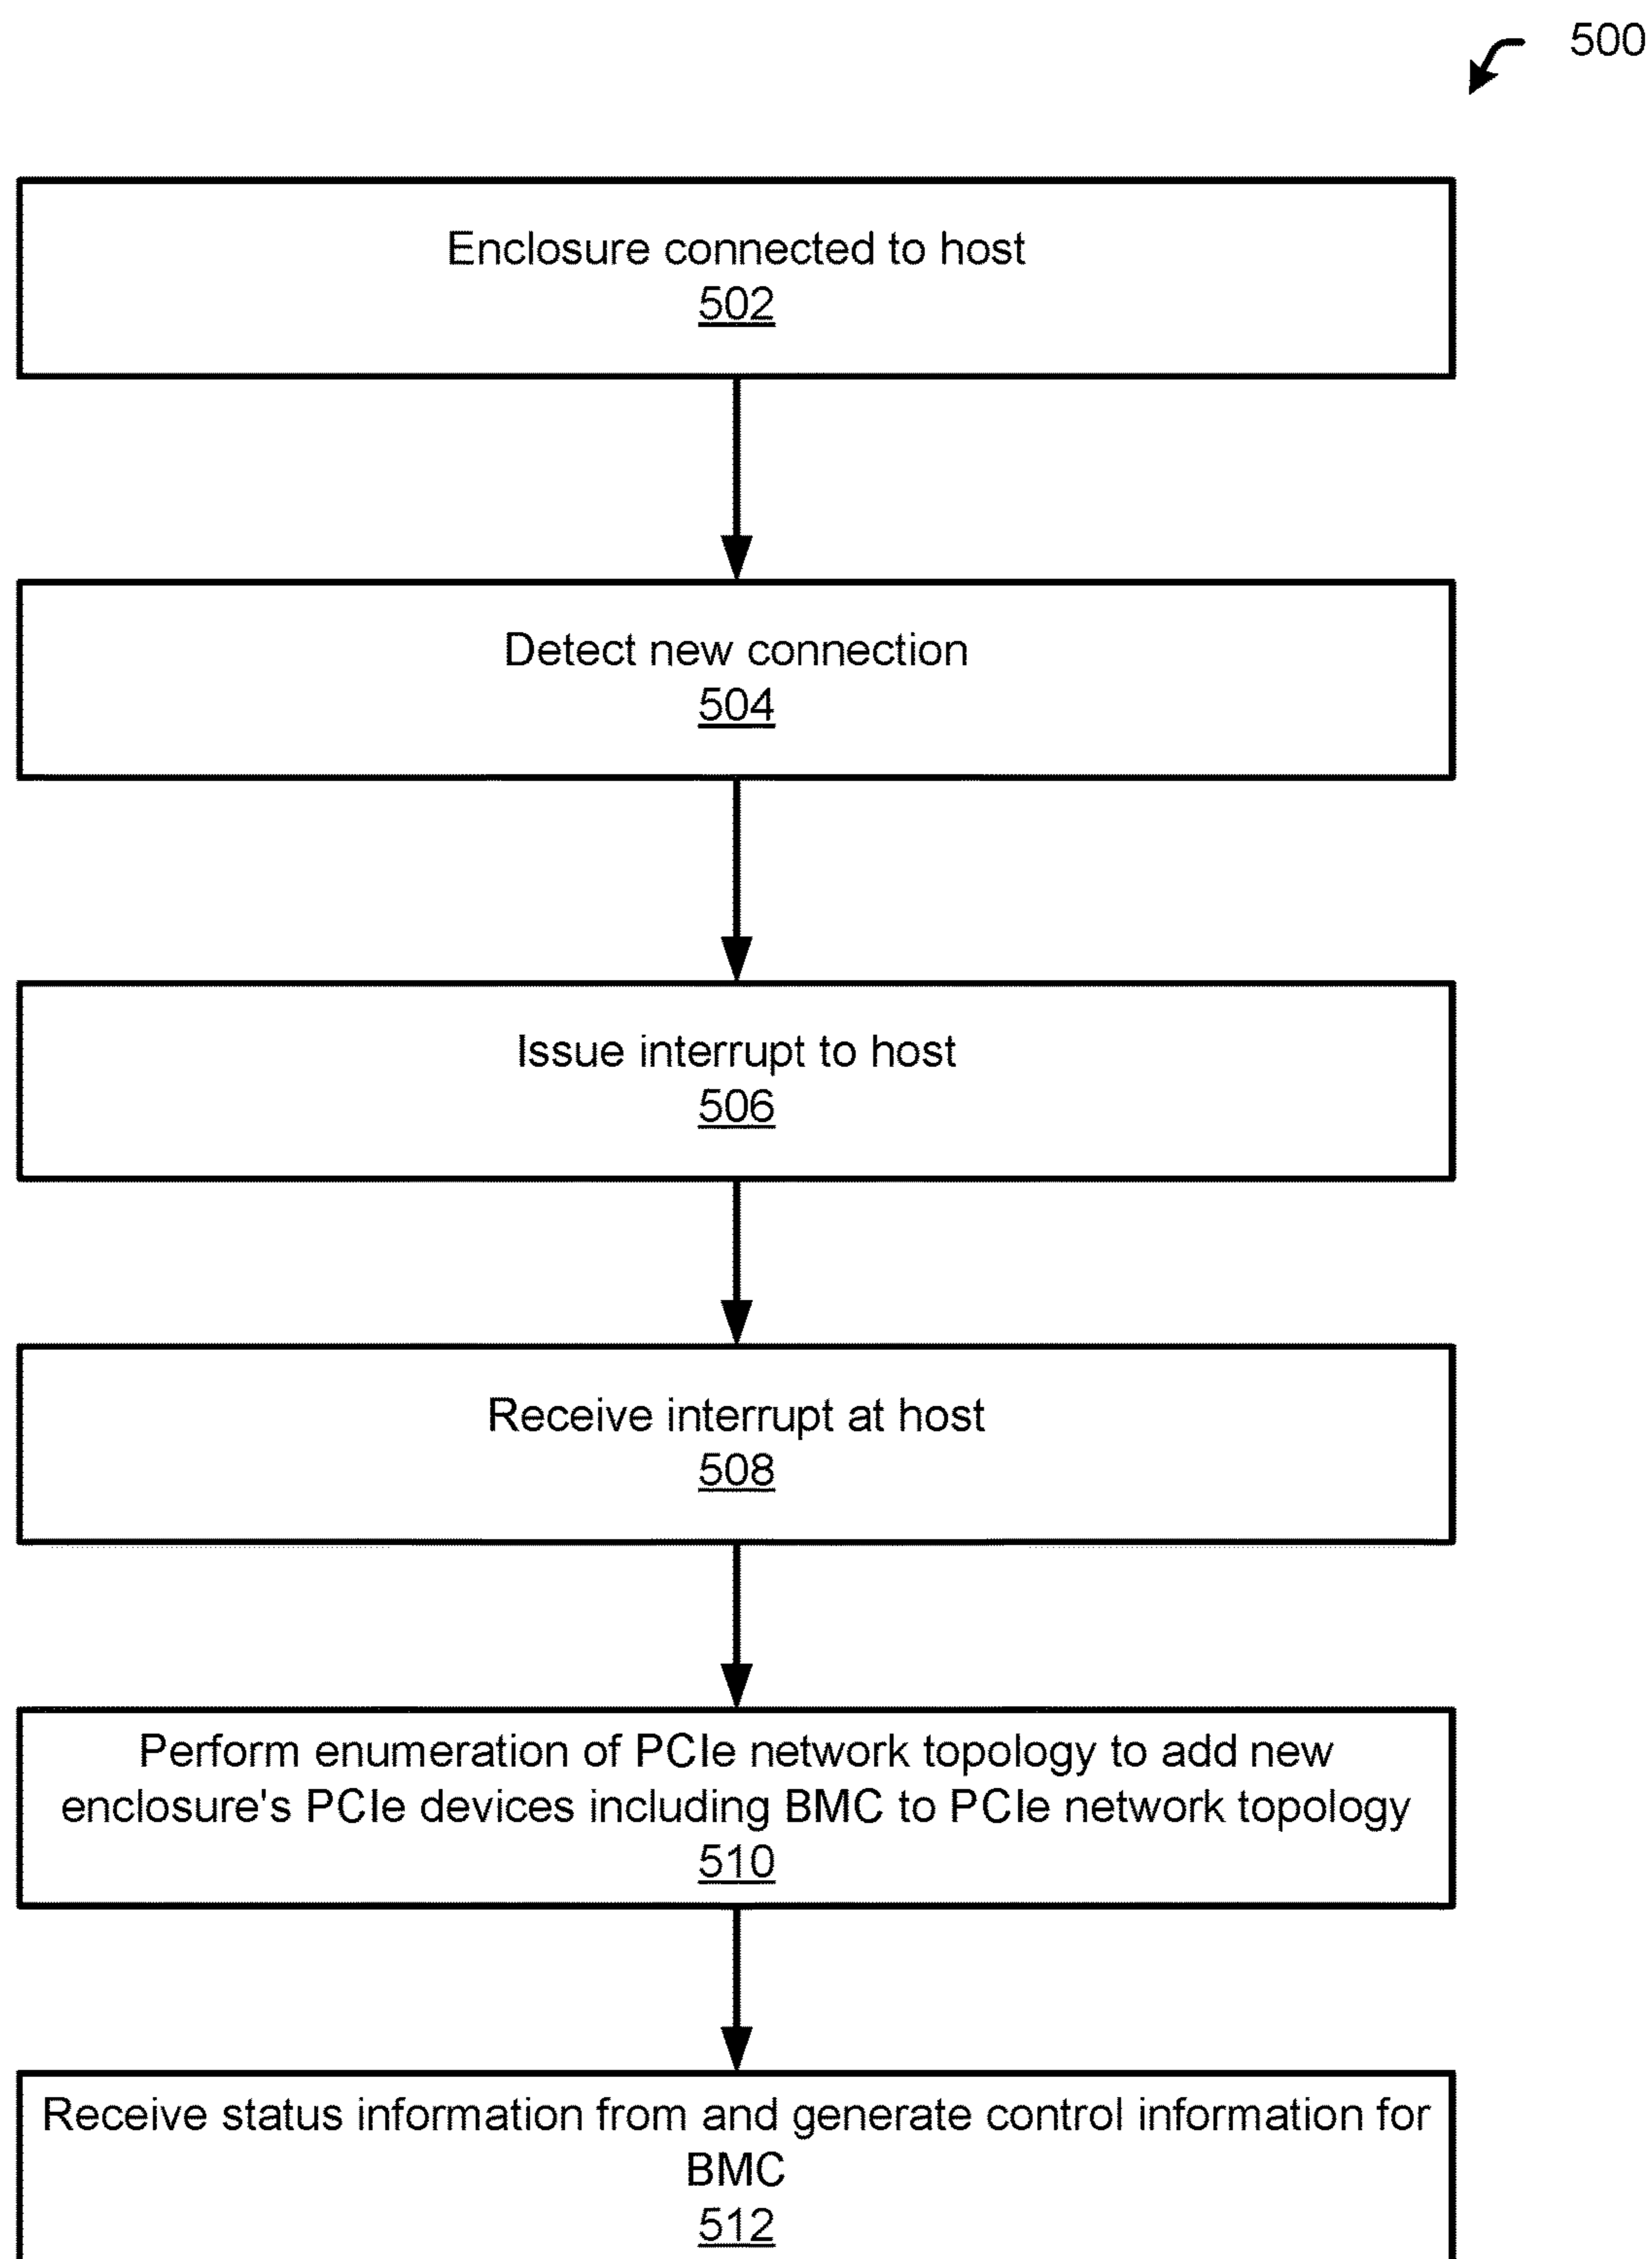 500
Enclosure connected to host
502
Detect new connection
504
Issue interrupt to host
506
Receive interrupt at host
508
Perform enumeration of PCIe network topology to add new
enclosure's PCIe devices including BMC to PCIe network topology
510
Receive status information from and generate control information for
BMC
512